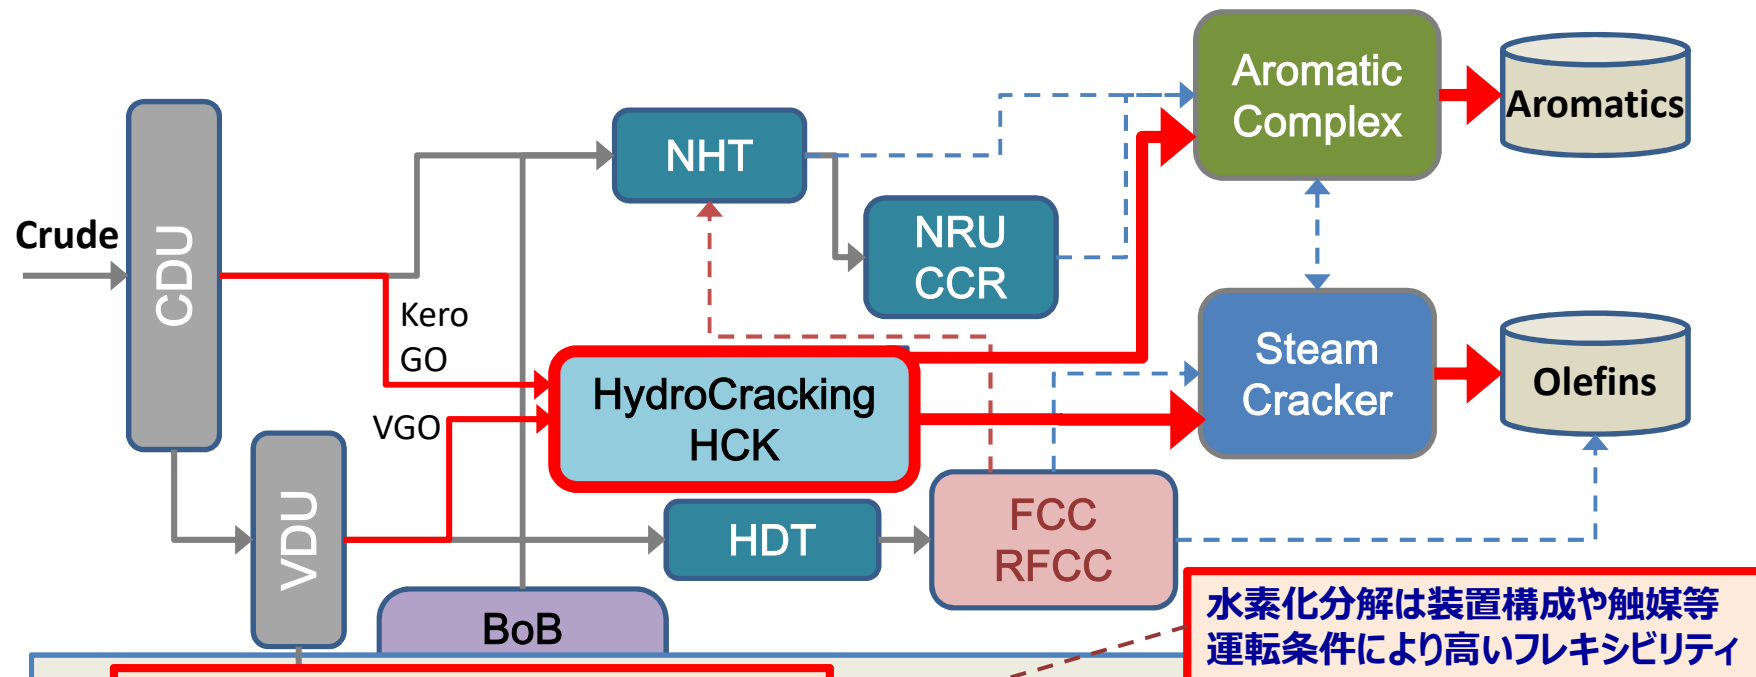 Crude
CDU
VDU
Kero
GO
VGO
NHT
NRU
CCR
HydroCracking
HCK
HDT
FCC
RFCC
BoB
Aromatic
Complex
Aromatics
Steam
Cracker
Olefins
水素化分解は装置構成や触媒等
運転条件により高いフレキシビリティ